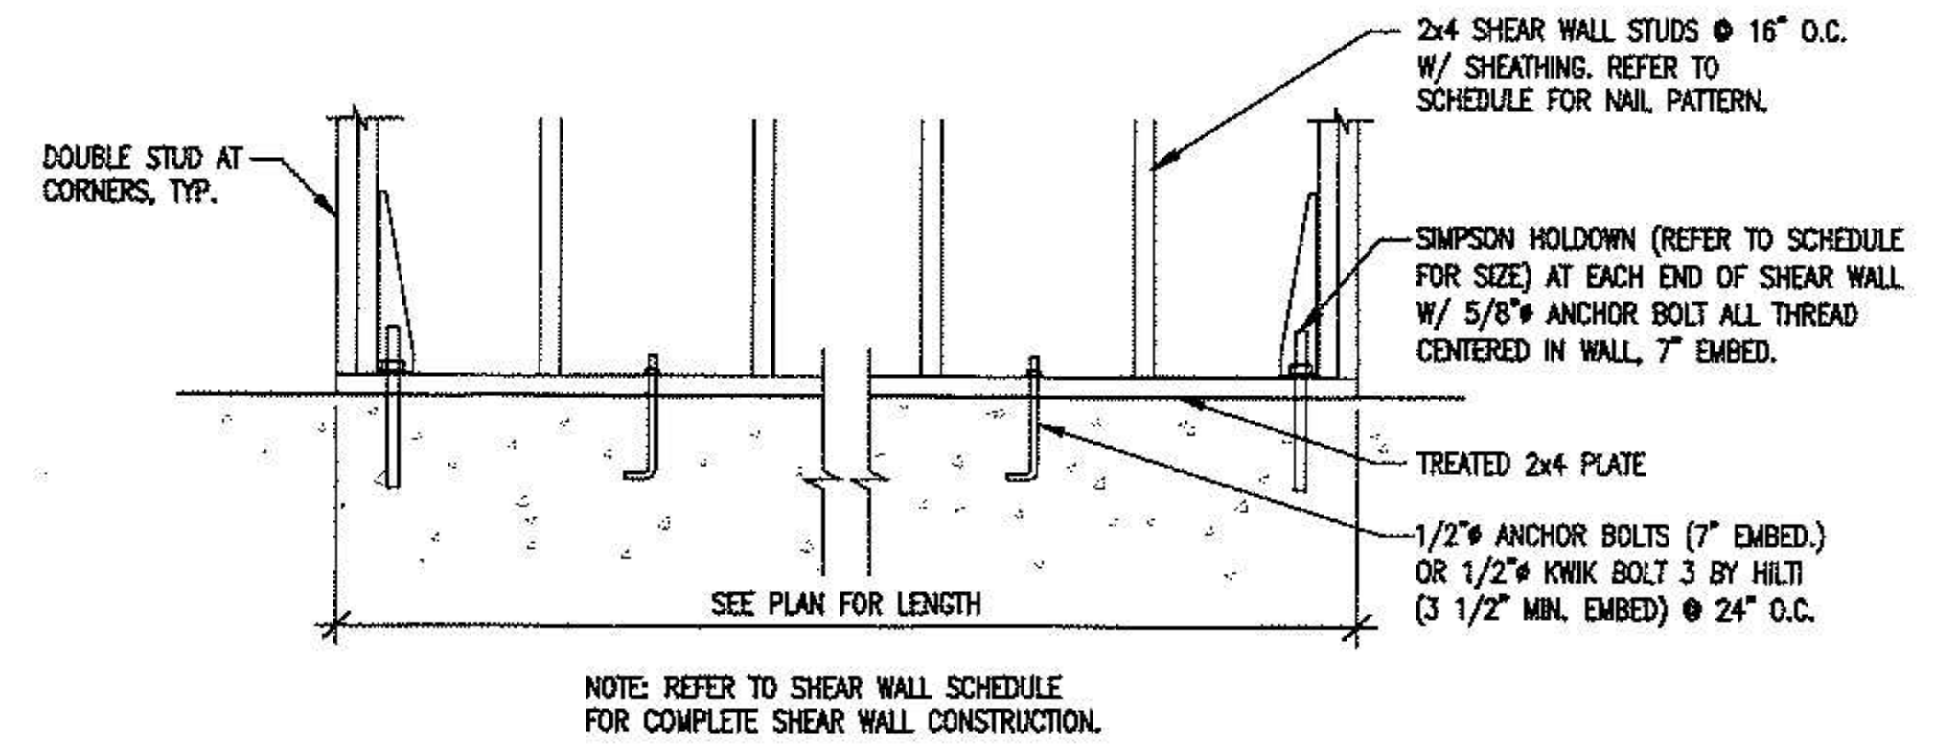 2x4 SHEAR WALL STUDS @ 16" O.C.
W/ SHEATHING. REFER TO
SCHEDULE FOR NAIL PATTERN.
DOUBLE STUD AT
CORNERS, TYP.
SIMPSON HOLDOWN (REFER TO SCHEDULE
FOR SIZE) AT EACH END OF SHEAR WALL
W/ 5/8"ø ANCHOR BOLT ALL THREAD
CENTERED IN WALL, 7" EMBED.
TREATED 2x4 PLATE
1/2"ø ANCHOR BOLTS (7" EMBED.)
OR 1/2"ø KWIK BOLT 3 BY HILTI
(3 1/2" MIN. EMBED) @ 24" O.C.
SEE PLAN FOR LENGTH
NOTE: REFER TO SHEAR WALL SCHEDULE
FOR COMPLETE SHEAR WALL CONSTRUCTION.